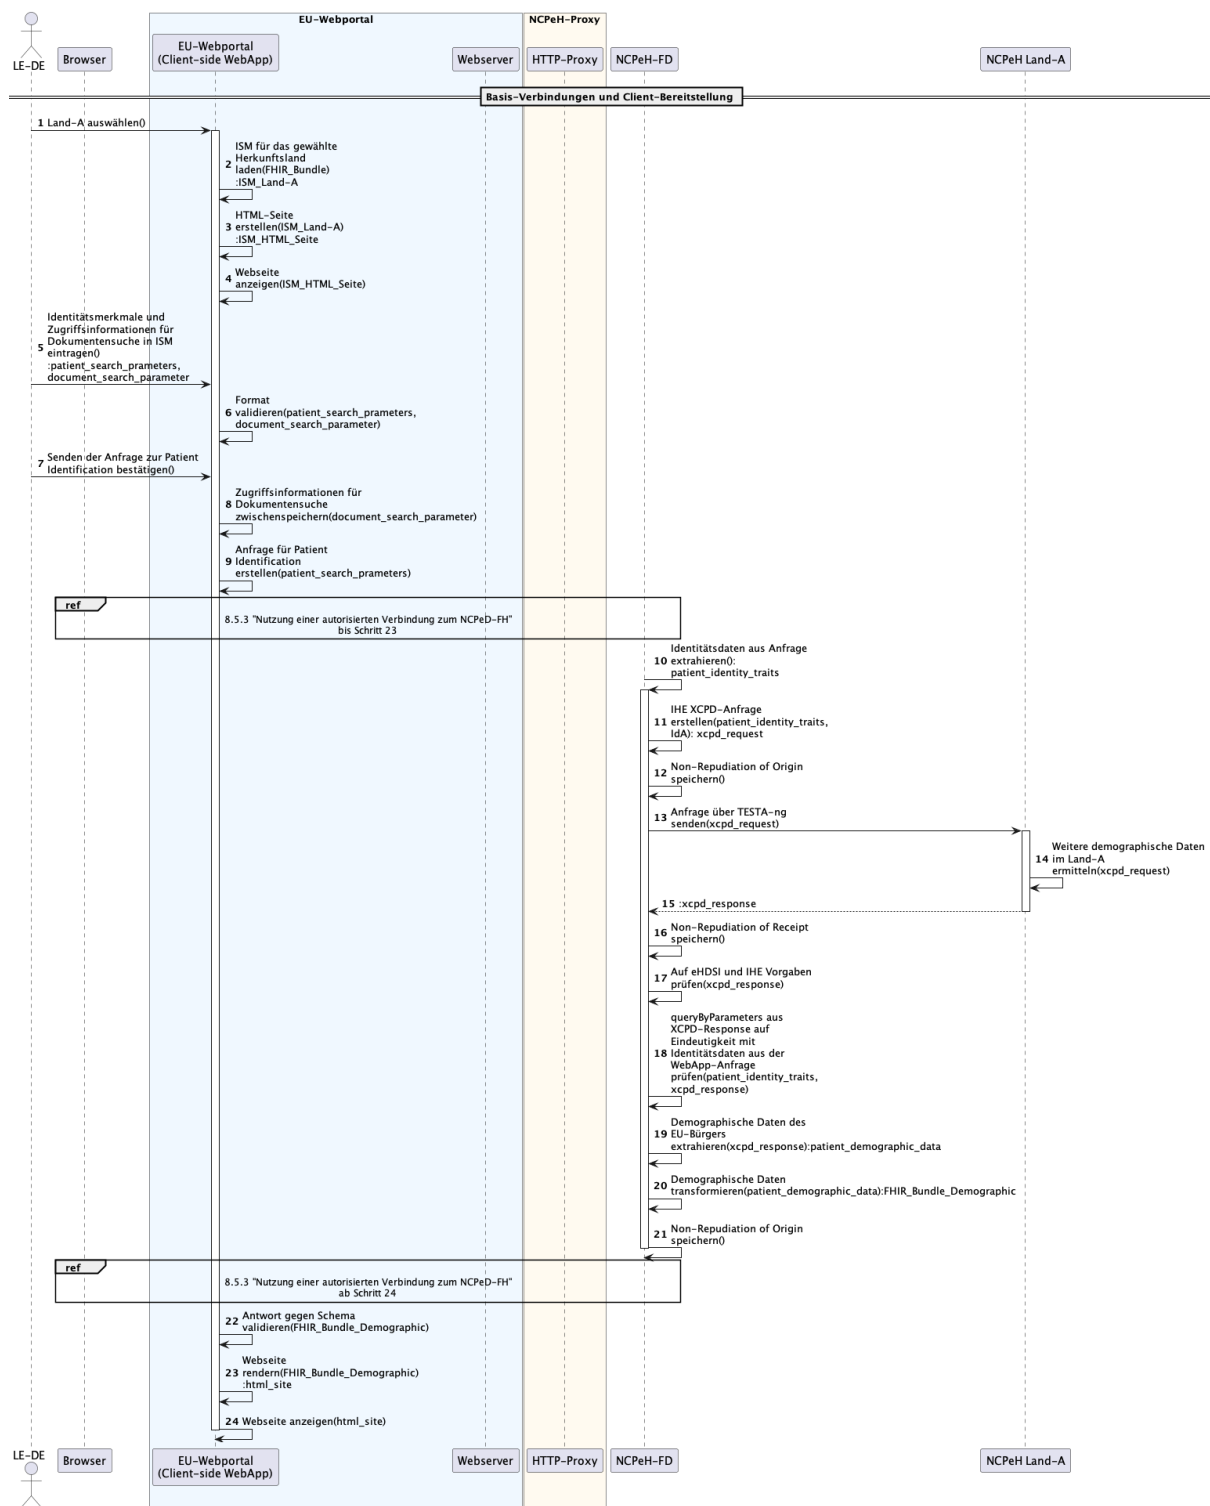 EU-Webportal
NCPeH-Proxy
LE-DE
Browser
EU-Webportal
(Client-side WebApp)
Webserver
HTTP-Proxy
NCPeH-FD
NCPeH Land-A
Basis-Verbindungen und Client-Bereitstellung
1 Land-A auswählen()
ISM für das gewählte
Herkunftsland
2 laden(FHIR_Bundle)
:ISM_Land-A
HTML-Seite
3 erstellen(ISM_Land-A)
:ISM_HTML_Seite
4 Webseite
anzeigen(ISM_HTML_Seite)
Identitätsmerkmale und
Zugriffsinformationen für
Dokumentensuche in ISM
5 eintragen()
:patient_search_prameters,
document_search_parameter
Format
6 validieren(patient_search_prameters,
document_search_parameter)
7 Senden der Anfrage zur Patient
Identification bestätigen()
Zugriffsinformationen für
8 Dokumentensuche
zwischenspeichern(document_search_parameter)
Anfrage für Patient
9 Identification
erstellen(patient_search_prameters)
ref
8.5.3 "Nutzung einer autorisierten Verbindung zum NCPeD-FH"
bis Schritt 23
Identitätsdaten aus Anfrage
10 extrahieren():
patient_identity_traits
IHE XCPD-Anfrage
11 erstellen(patient_identity_traits,
IdA): xcpd_request
12 Non-Repudiation of Origin
speichern()
13 Anfrage über TESTA-ng
senden(xcpd_request)
Weitere demographische Daten
14 im Land-A
ermitteln(xcpd_request)
15 :xcpd_response
16 Non-Repudiation of Receipt
speichern()
17 Auf eHDSI und IHE Vorgaben
prüfen(xcpd_response)
queryByParameters aus
XCPD-Response auf
Eindeutigkeit mit
18 Identitätsdaten aus der
WebApp-Anfrage
prüfen(patient_identity_traits,
xcpd_response)
Demographische Daten des
19 EU-Bürgers
extrahieren(xcpd_response):patient_demographic_data
20 Demographische Daten
transformieren(patient_demographic_data):FHIR_Bundle_Demographic
21 Non-Repudiation of Origin
speichern()
ref
8.5.3 "Nutzung einer autorisierten Verbindung zum NCPeD-FH"
ab Schritt 24
22 Antwort gegen Schema
validieren(FHIR_Bundle_Demographic)
Webseite
23 rendern(FHIR_Bundle_Demographic)
:html_site
24 Webseite anzeigen(html_site)
LE-DE
Browser
EU-Webportal
(Client-side WebApp)
Webserver
HTTP-Proxy
NCPeH-FD
NCPeH Land-A